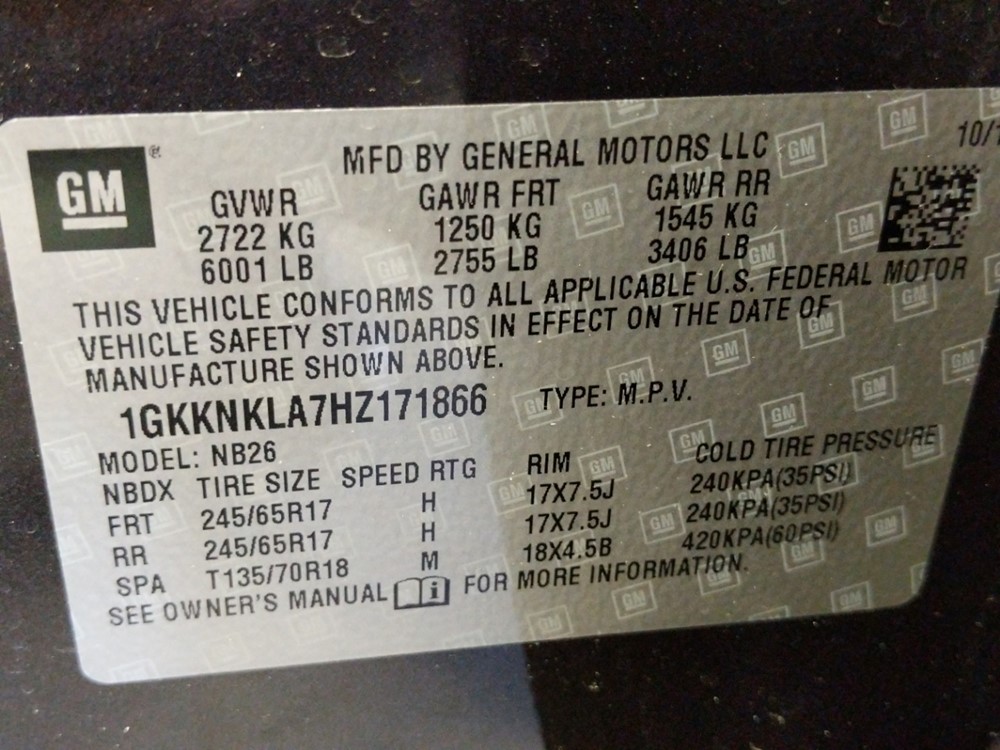 GM
®
MFD BY GENERAL MOTORS LLC
10/
GVWR GAWR FRT GAWR RR
2722 KG 1250 KG 1545 KG
6001 LB 2755 LB 3406 LB
THIS VEHICLE CONFORMS TO ALL APPLICABLE U.S. FEDERAL MOTOR
VEHICLE SAFETY STANDARDS IN EFFECT ON THE DATE OF
MANUFACTURE SHOWN ABOVE.
1GKKNKLA7HZ171866 TYPE: M.P.V.
MODEL: NB26
NBDX TIRE SIZE SPEED RTG RIM COLD TIRE PRESSURE
FRT 245/65R17 H 17X7.5J 240KPA(35PSI)
RR 245/65R17 H 17X7.5J 240KPA(35PSI)
SPA T135/70R18 M 18X4.5B 420KPA(60PSI)
SEE OWNER'S MANUAL i FOR MORE INFORMATION.